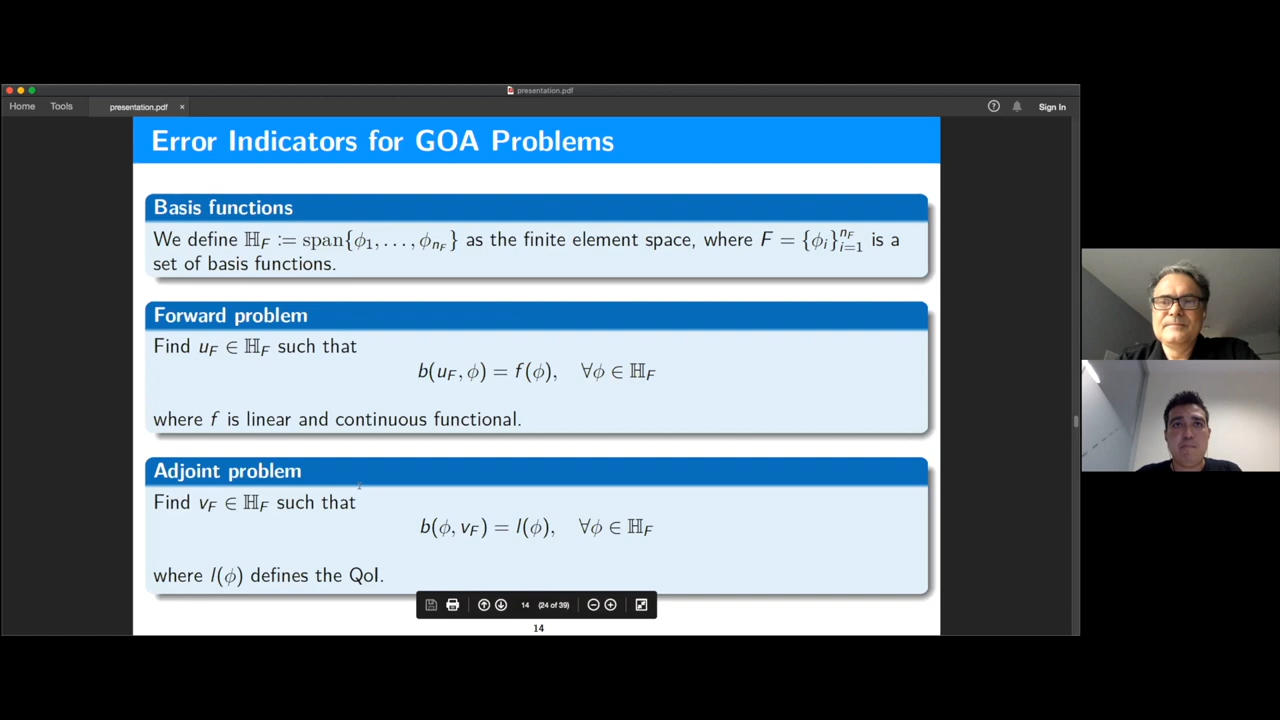 presentation.pdf
Home Tools presentation.pdf × Sign In
Error Indicators for GOA Problems
Basis functions
We define ℍ_F := span{ϕ_1, . . . , ϕ_{n_F}} as the finite element space, where F = {ϕ_i}_{i=1}^{n_F} is a
set of basis functions.
Forward problem
Find u_F ∈ ℍ_F such that
b(u_F, ϕ) = f(ϕ), ∀ϕ ∈ ℍ_F
where f is linear and continuous functional.
Adjoint problem
Find v_F ∈ ℍ_F such that
b(ϕ, v_F) = l(ϕ), ∀ϕ ∈ ℍ_F
where l(ϕ) defines the QoI.
14 (24 of 39)
14